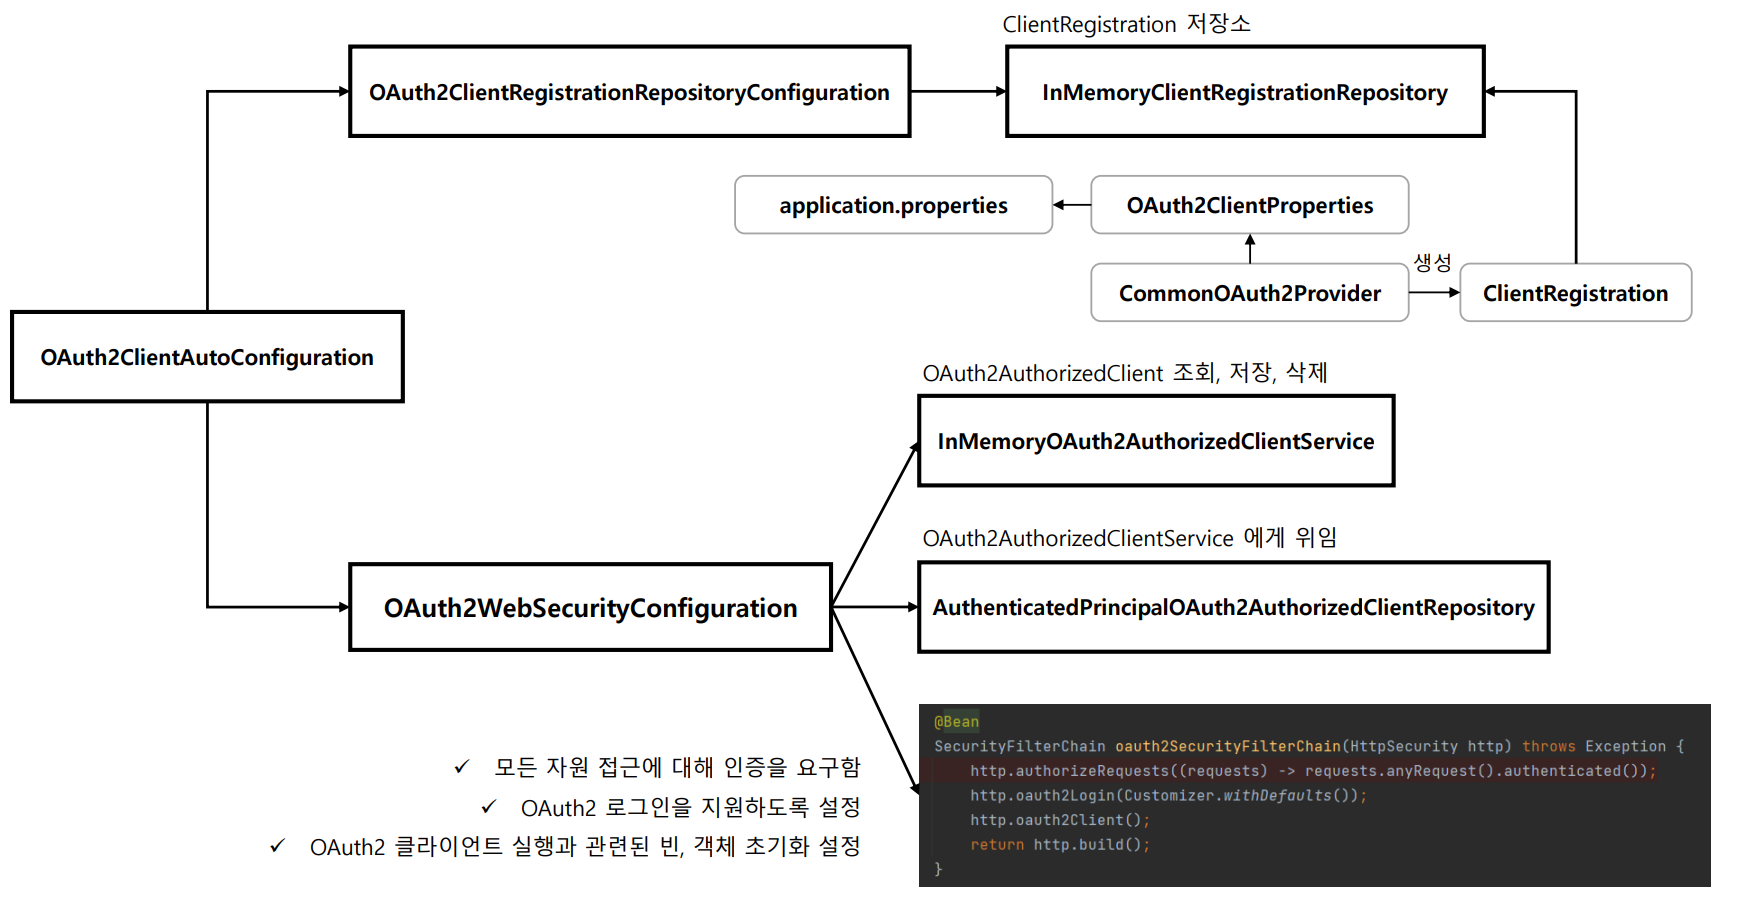 ClientRegistration 저장소
OAuth2ClientRegistrationRepositoryConfiguration
InMemoryClientRegistrationRepository
application.properties
OAuth2ClientProperties
생성
CommonOAuth2Provider
ClientRegistration
OAuth2ClientAutoConfiguration
OAuth2AuthorizedClient 조회, 저장, 삭제
InMemoryOAuth2AuthorizedClientService
OAuth2AuthorizedClientService 에게 위임
OAuth2WebSecurityConfiguration
AuthenticatedPrincipalOAuth2AuthorizedClientRepository
✓ 모든 자원 접근에 대해 인증을 요구함
✓ OAuth2 로그인을 지원하도록 설정
✓ OAuth2 클라이언트 실행과 관련된 빈, 객체 초기화 설정
@Bean
SecurityFilterChain oauth2SecurityFilterChain(HttpSecurity http) throws Exception {
http.authorizeRequests((requests) -> requests.anyRequest().authenticated());
http.oauth2Login(Customizer.withDefaults());
http.oauth2Client();
return http.build();
}